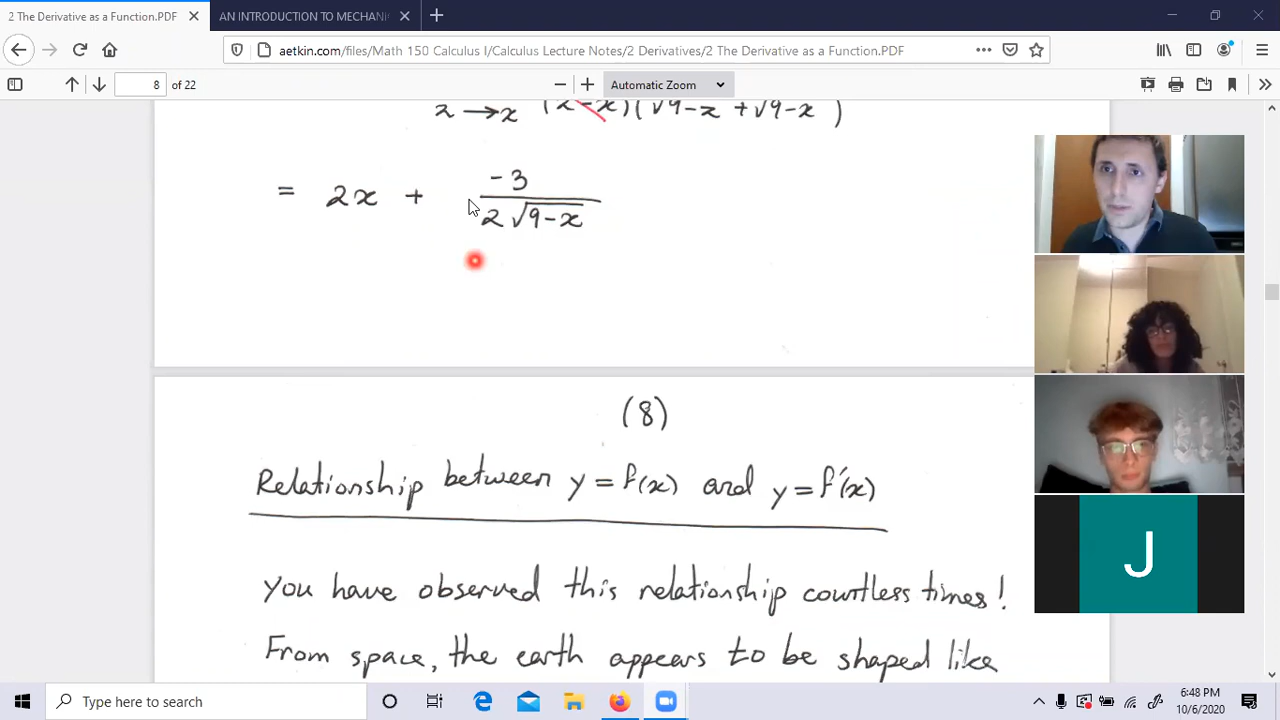 2 The Derivative as a Function.PDF
AN INTRODUCTION TO MECHANI
aetkin.com/files/Math 150 Calculus I/Calculus Lecture Notes/2 Derivatives/2 The Derivative as a Function.PDF
8 of 22
Automatic Zoom
z → x (z - x)(√9-z + √9-x )
= 2x + -3
2 √9-x
(8)
Relationship between y = f(x) and y = f'(x)
You have observed this relationship countless times!
From space, the earth appears to be shaped like
J
Type here to search
6:48 PM
10/6/2020